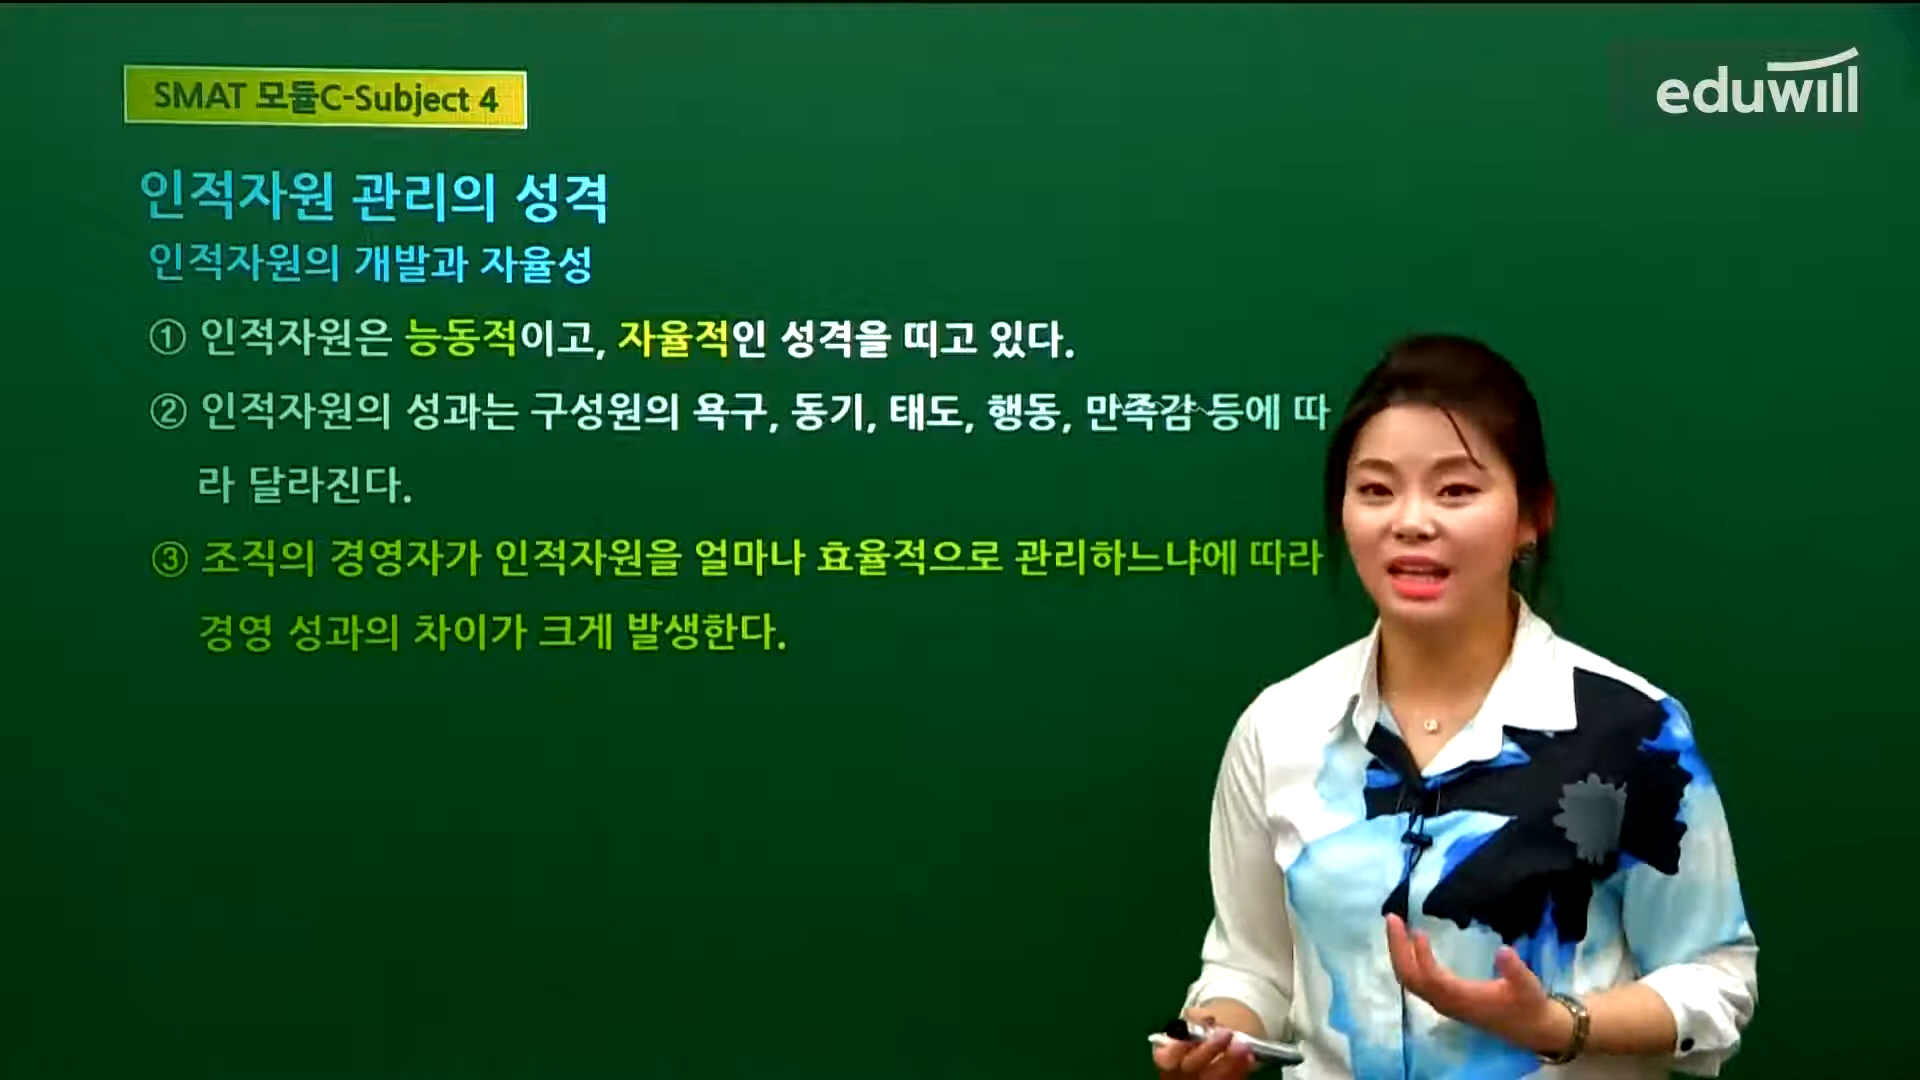 SMAT 모듈C-Subject 4
eduwill
인적자원 관리의 성격
인적자원의 개발과 자율성
① 인적자원은 능동적이고, 자율적인 성격을 띠고 있다.
② 인적자원의 성과는 구성원의 욕구, 동기, 태도, 행동, 만족감 등에 따
라 달라진다.
③ 조직의 경영자가 인적자원을 얼마나 효율적으로 관리하느냐에 따라
경영 성과의 차이가 크게 발생한다.